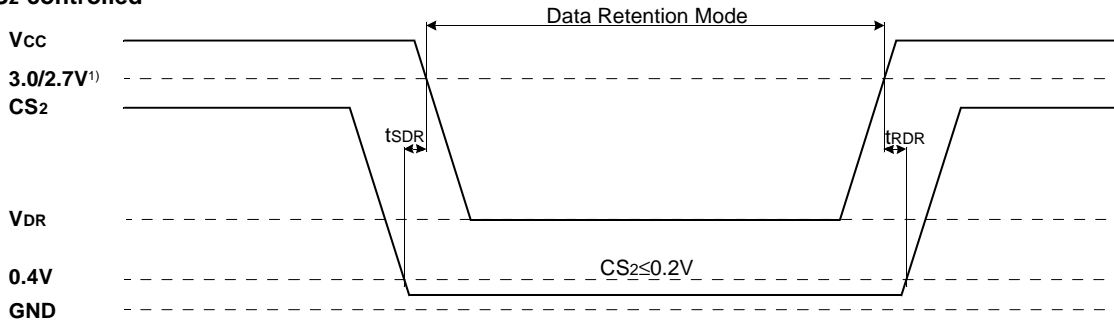 CS2 controlled
Data Retention Mode
VCC
3.0/2.7V1)
CS2
tSDR
tRDR
VDR
CS2≤0.2V
0.4V
GND